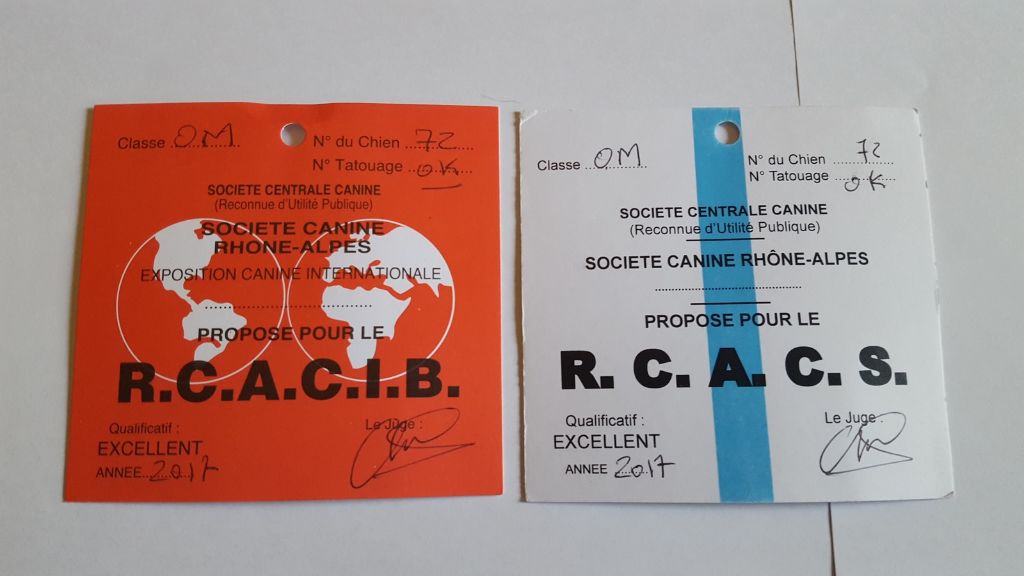 Classe ..OM.......
N° du Chien ...72......
N° Tatouage ..OK......
SOCIETE CENTRALE CANINE
(Reconnue d'Utilité Publique)
SOCIETE CANINE
RHONE-ALPES
EXPOSITION CANINE INTERNATIONALE
PROPOSE POUR LE
R.C.A.C.I.B.
Qualificatif :
EXCELLENT
ANNEE..2017
Le Juge :
Classe ..OM.......
N° du Chien ....72......
N° Tatouage ...OK......
SOCIETE CENTRALE CANINE
(Reconnue d'Utilité Publique)
SOCIETE CANINE RHÔNE-ALPES
PROPOSE POUR LE
R. C. A. C. S.
Qualificatif :
EXCELLENT
ANNEE 2017
Le Juge :